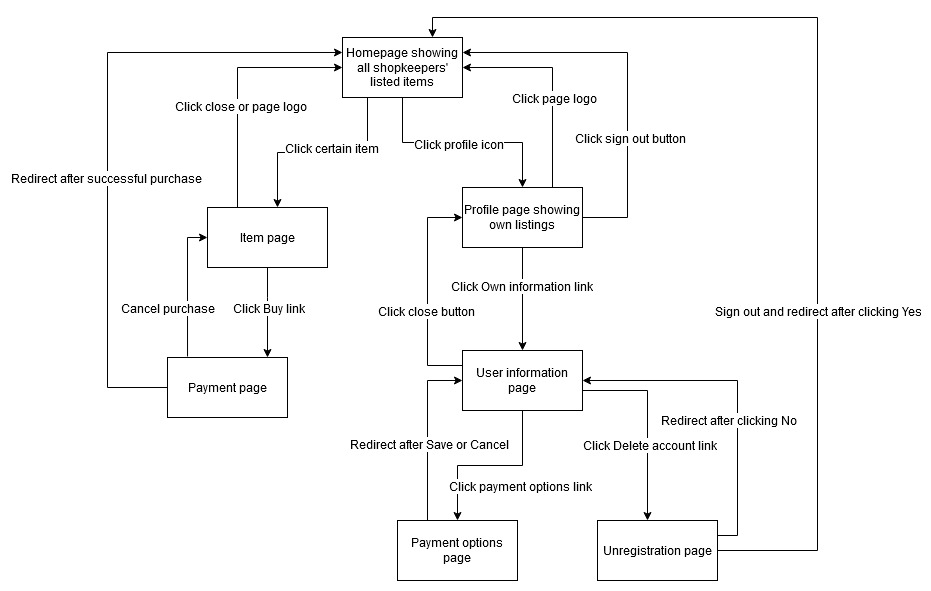 Homepage showing
all shopkeepers'
listed items
Click close or page logo
Click page logo
Click sign out button
Click certain item
Click profile icon
Redirect after successful purchase
Profile page showing
own listings
Item page
Click Own information link
Cancel purchase
Click Buy link
Click close button
Sign out and redirect after clicking Yes
User information
page
Payment page
Redirect after clicking No
Redirect after Save or Cancel
Click Delete account link
Click payment options link
Payment options
page
Unregistration page